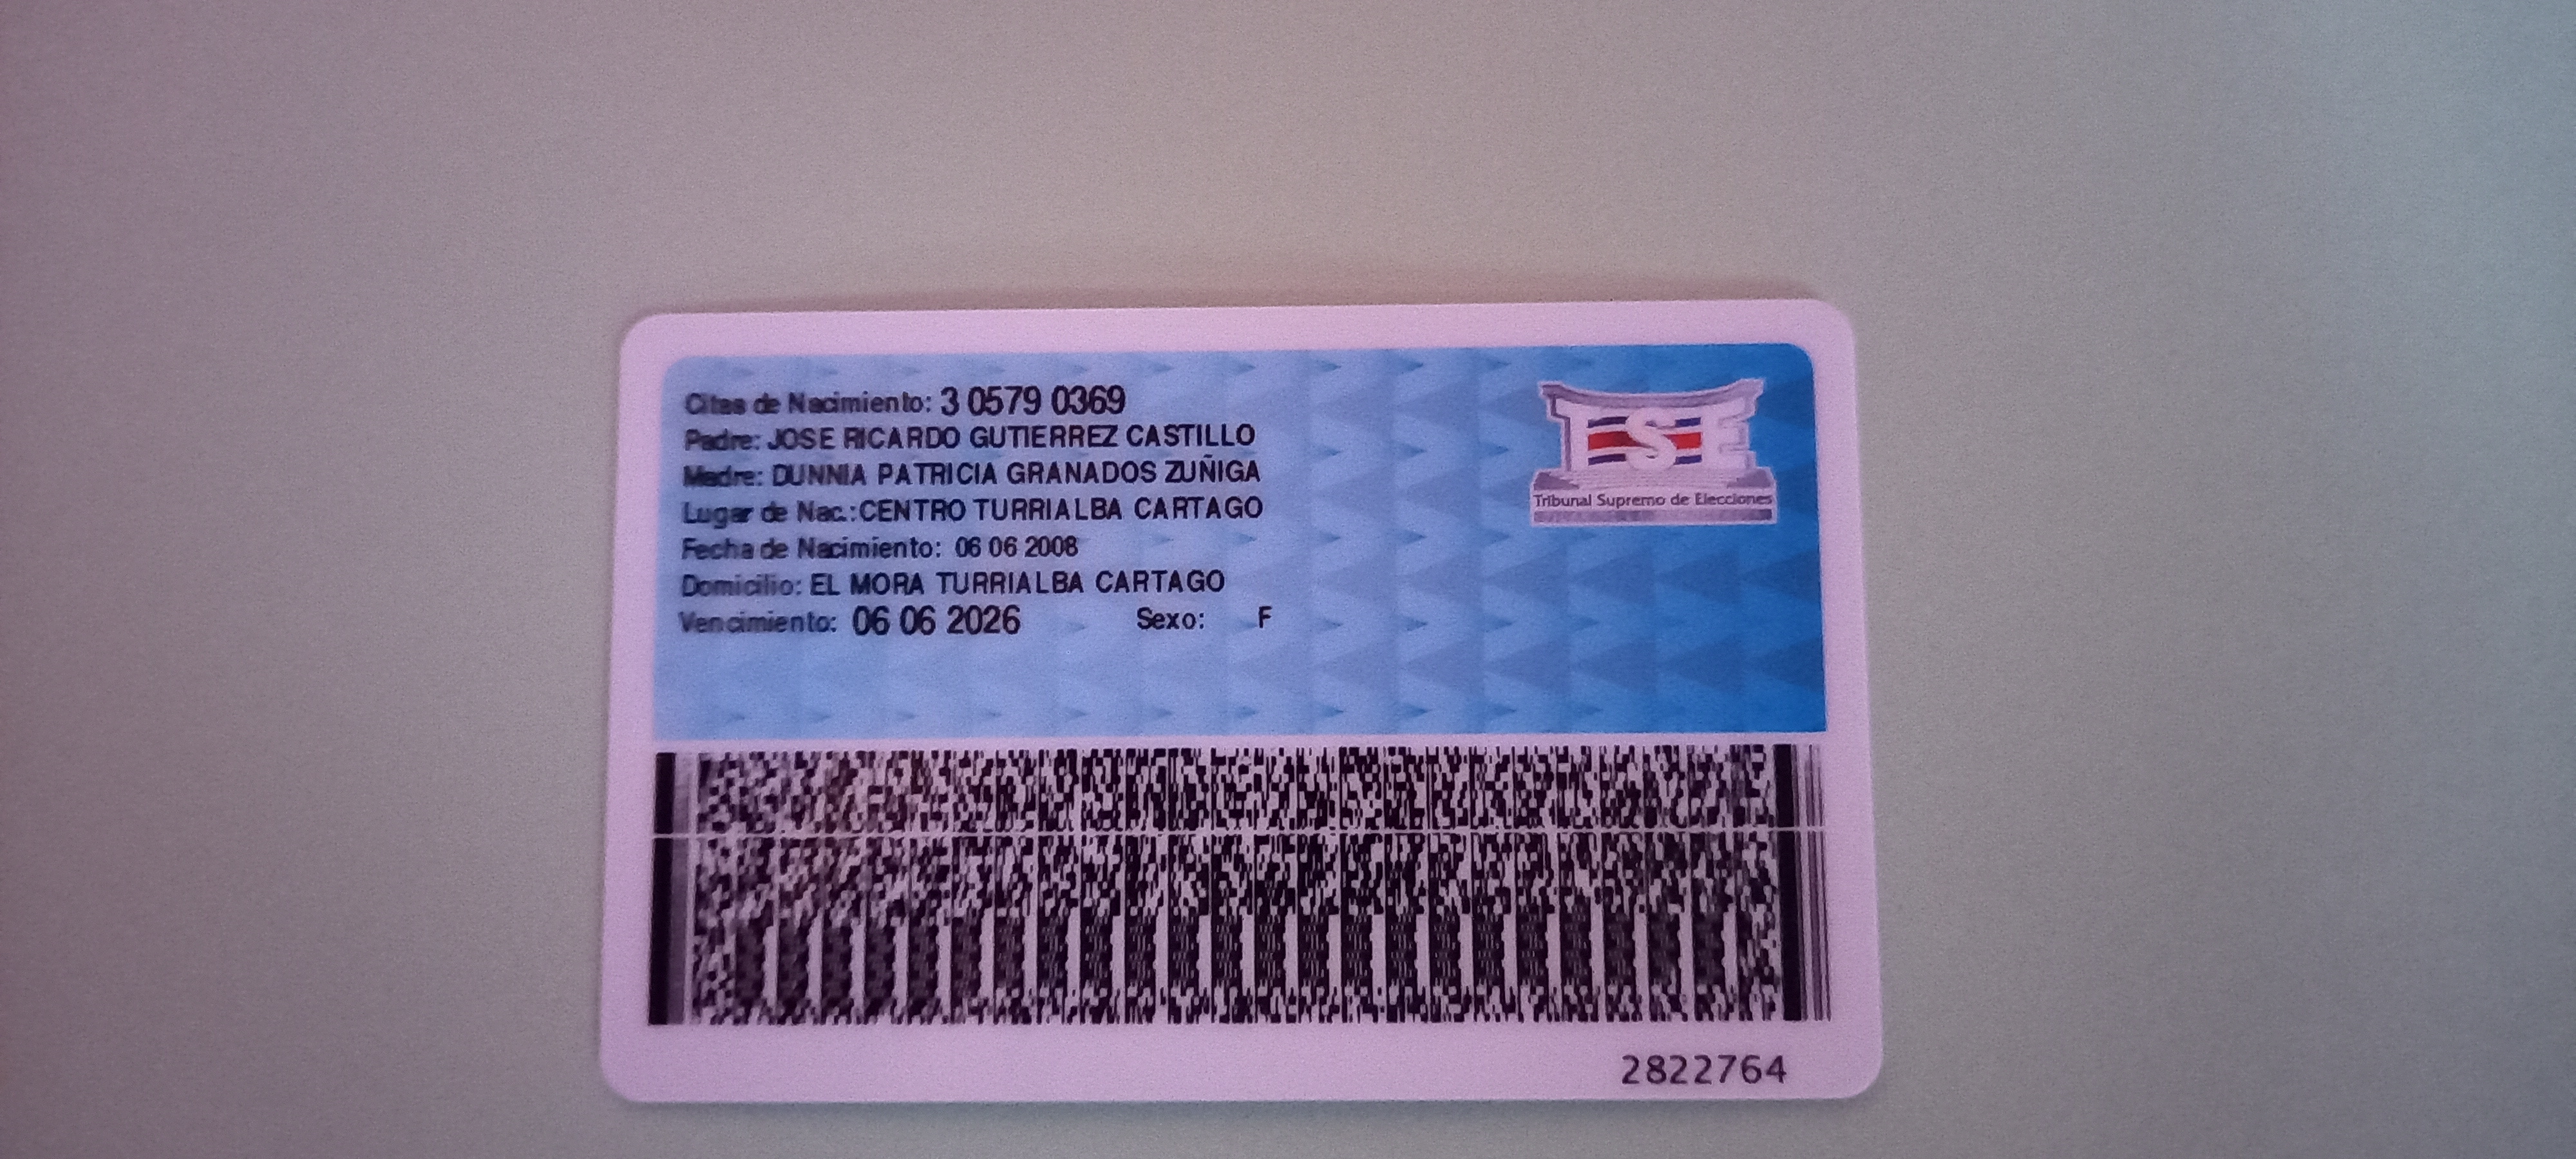 Citas de Nacimiento: 3 0579 0369
Padre: JOSE RICARDO GUTIERREZ CASTILLO
Madre: DUNNIA PATRICIA GRANADOS ZUÑIGA
Lugar de Nac.: CENTRO TURRIALBA CARTAGO
Fecha de Nacimiento: 06 06 2008
Domicilio: EL MORA TURRIALBA CARTAGO
Vencimiento: 06 06 2026 Sexo: F
TSE
Tribunal Supremo de Elecciones
2822764